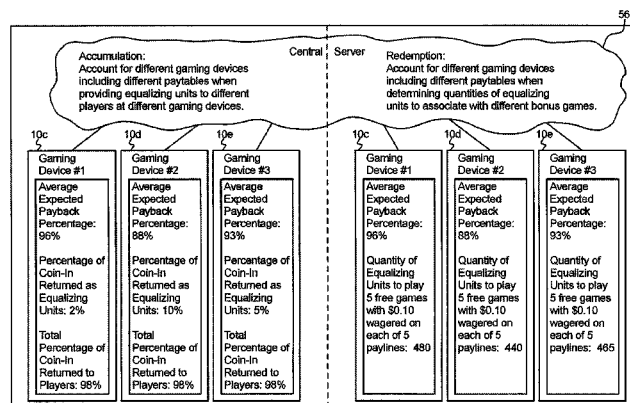 56
Accumulation:
Account for different gaming devices
including different paytables when
providing equalizing units to different
players at different gaming devices.
Central Server
Redemption:
Account for different gaming devices
including different paytables when
determining quantities of equalizing
units to associate with different bonus games.
10c
Gaming
Device #1
Average
Expected
Payback
Percentage:
96%
Percentage of
Coin-In
Returned as
Equalizing
Units: 2%
Total
Percentage of
Coin-In
Returned to
Players: 98%
10d
Gaming
Device #2
Average
Expected
Payback
Percentage:
88%
Percentage of
Coin-In
Returned as
Equalizing
Units: 10%
Total
Percentage of
Coin-In
Returned to
Players: 98%
10e
Gaming
Device #3
Average
Expected
Payback
Percentage:
93%
Percentage of
Coin-In
Returned as
Equalizing
Units: 5%
Total
Percentage of
Coin-In
Returned to
Players: 98%
10c
Gaming
Device #1
Average
Expected
Payback
Percentage:
96%
Quantity of
Equalizing
Units to play
5 free games
with $0.10
wagered on
each of 5
paylines: 480
10d
Gaming
Device #2
Average
Expected
Payback
Percentage:
88%
Quantity of
Equalizing
Units to play
5 free games
with $0.10
wagered on
each of 5
paylines: 440
10e
Gaming
Device #3
Average
Expected
Payback
Percentage:
93%
Quantity of
Equalizing
Units to play
5 free games
with $0.10
wagered on
each of 5
paylines: 465